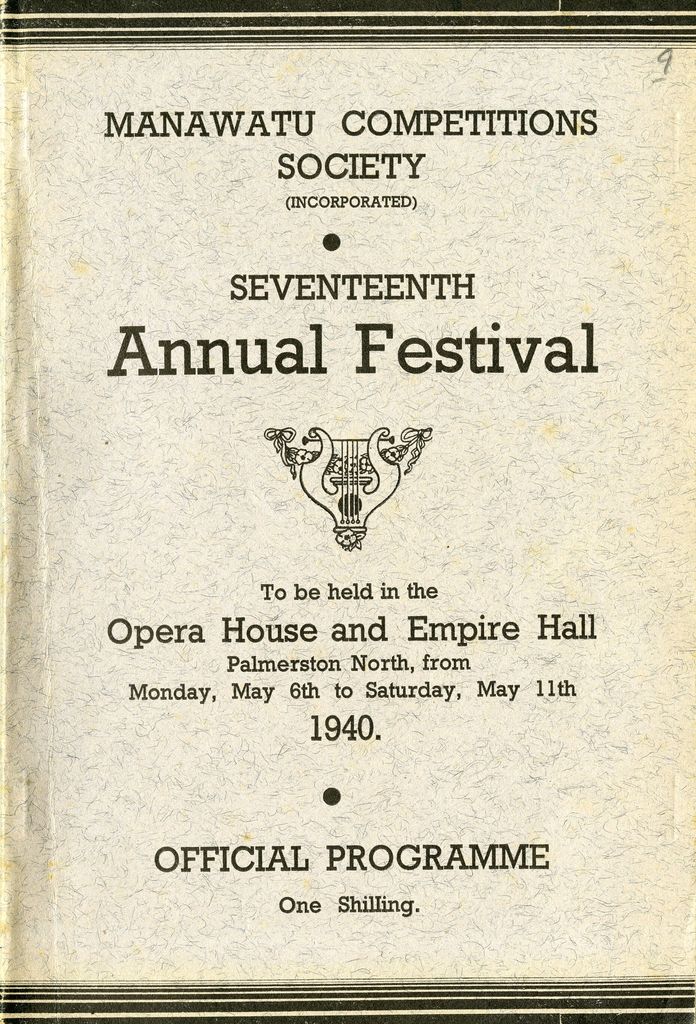 9
MANAWATU COMPETITIONS
SOCIETY
(INCORPORATED)
SEVENTEENTH
Annual Festival
To be held in the
Opera House and Empire Hall
Palmerston North, from
Monday, May 6th to Saturday, May 11th
1940.
OFFICIAL PROGRAMME
One Shilling.